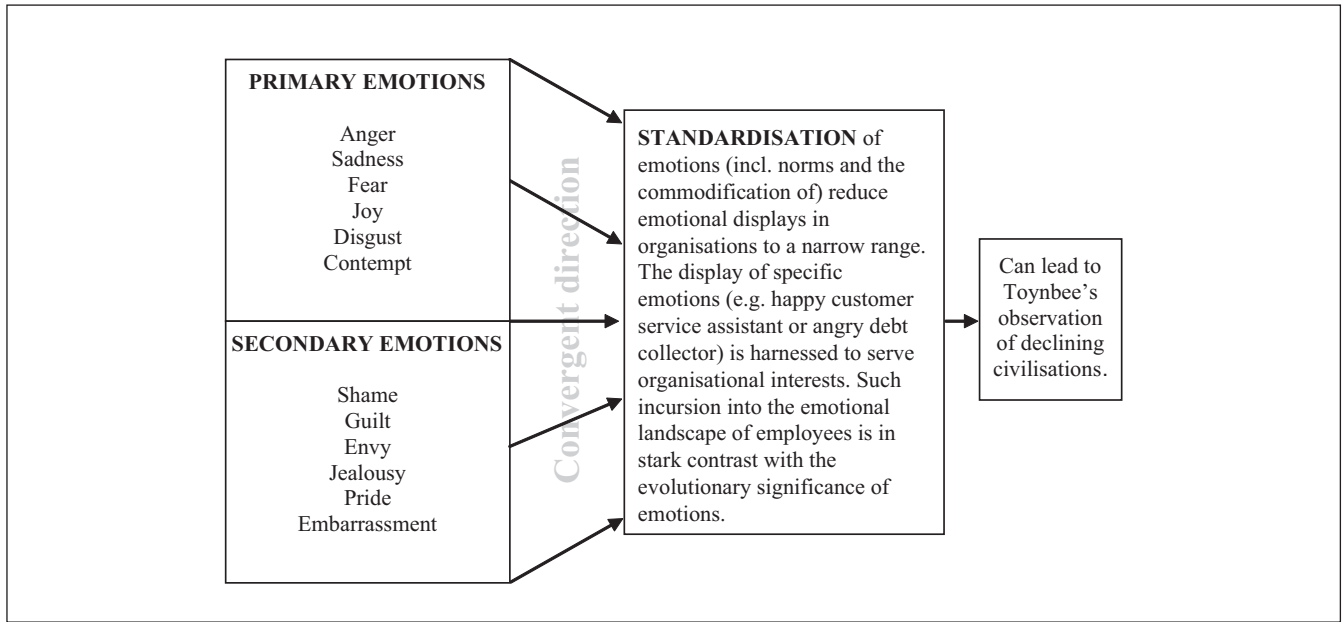 PRIMARY EMOTIONS
Anger
Sadness
Fear
Joy
Disgust
Contempt
SECONDARY EMOTIONS
Shame
Guilt
Envy
Jealousy
Pride
Embarrassment
Convergent direction
STANDARDISATION of
emotions (incl. norms and the
commodification of) reduce
emotional displays in
organisations to a narrow range.
The display of specific
emotions (e.g. happy customer
service assistant or angry debt
collector) is harnessed to serve
organisational interests. Such
incursion into the emotional
landscape of employees is in
stark contrast with the
evolutionary significance of
emotions.
Can lead to
Toynbee's
observation
of declining
civilisations.